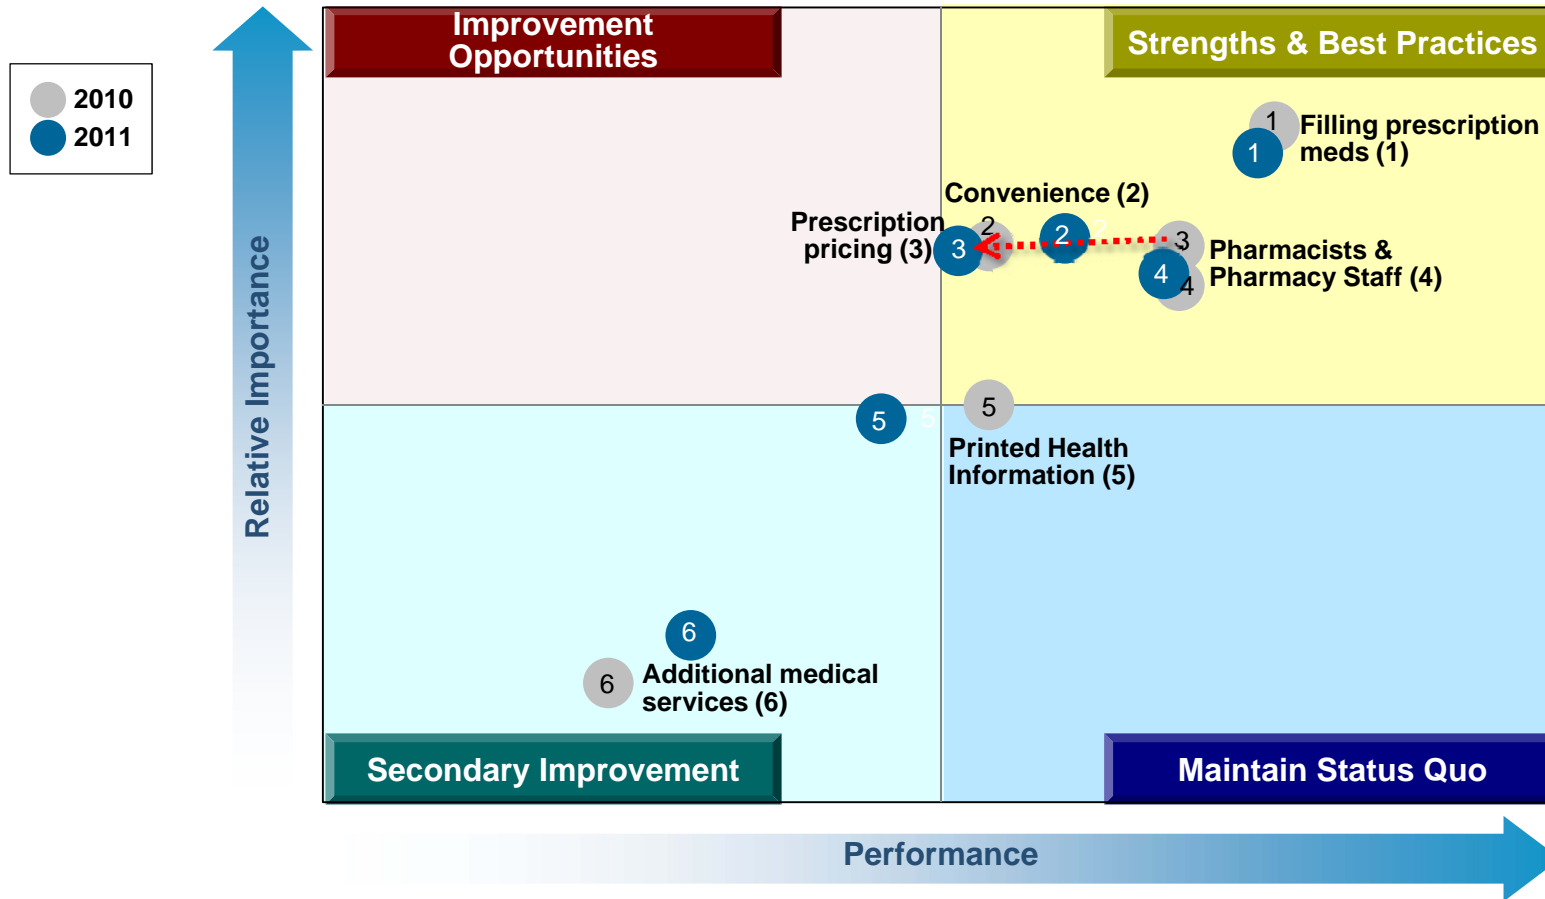 2010
2011
Improvement
Opportunities
Strengths & Best Practices
1
Filling prescription
meds (1)
1
Convenience (2)
Prescription
pricing (3)
2
3
2
2
3
Pharmacists &
Pharmacy Staff (4)
4
4
Relative Importance
5
5
5
Printed Health
Information (5)
6
6
Additional medical
services (6)
Secondary Improvement
Maintain Status Quo
Performance